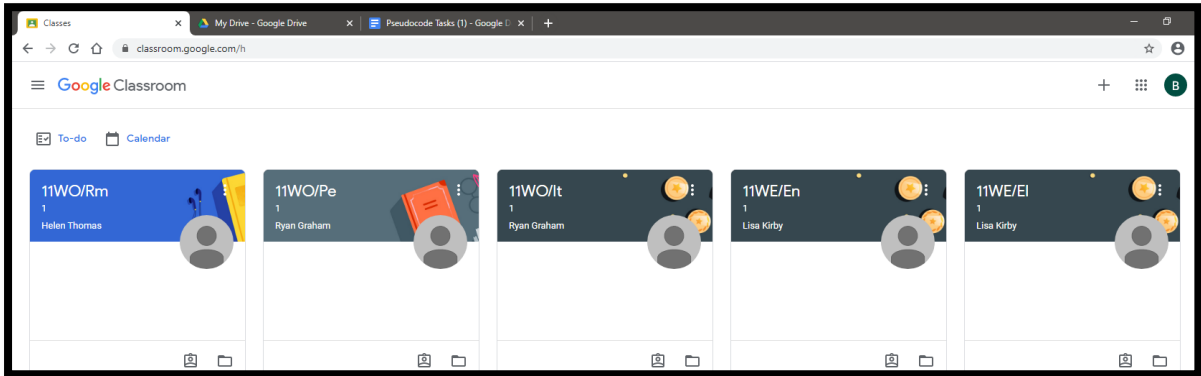 Classes
My Drive - Google Drive
Pseudocode Tasks (1) - Google D
classroom.google.com/h
Google Classroom
B
To-do
Calendar
11WO/Rm
1
Helen Thomas
11WO/Pe
1
Ryan Graham
11WO/It
1
Ryan Graham
11WE/En
1
Lisa Kirby
11WE/El
1
Lisa Kirby